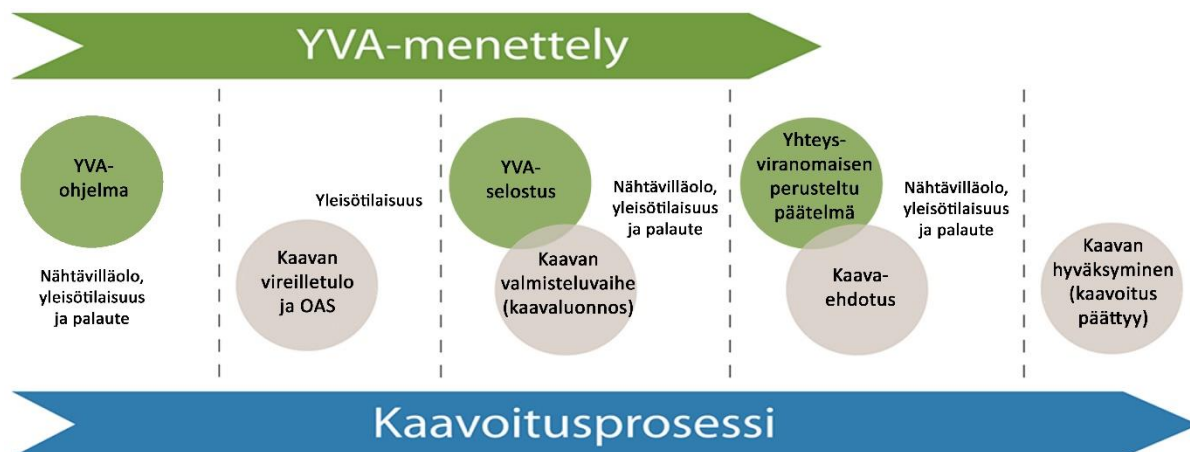 YVA-menettely
YVA-
ohjelma
Nähtävilläolo,
yleisötilaisuus
ja palaute
Yleisötilaisuus
Kaavan
vireilletulo
ja OAS
YVA-
selostus
Nähtävilläolo,
yleisötilaisuus
ja palaute
Kaavan
valmisteluvaihe
(kaavaluonnos)
Yhteys-
viranomaisen
perusteltu
päätelmä
Nähtävilläolo,
yleisötilaisuus
ja palaute
Kaava-
ehdotus
Kaavan
hyväksyminen
(kaavoitus
päättyy)
Kaavoitusprosessi